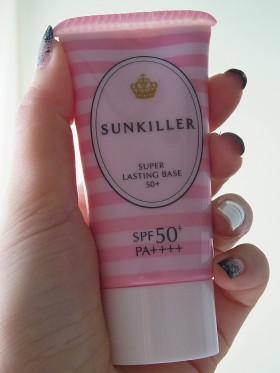 SUNKILLER
SUPER
LASTING BASE
50+
SPF50+
PA++++